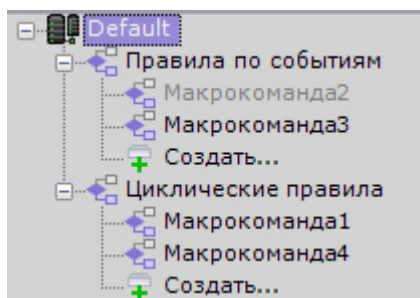 Default
Правила по событиям
Макрокоманда2
Макрокоманда3
Создать...
Циклические правила
Макрокоманда1
Макрокоманда4
Создать...